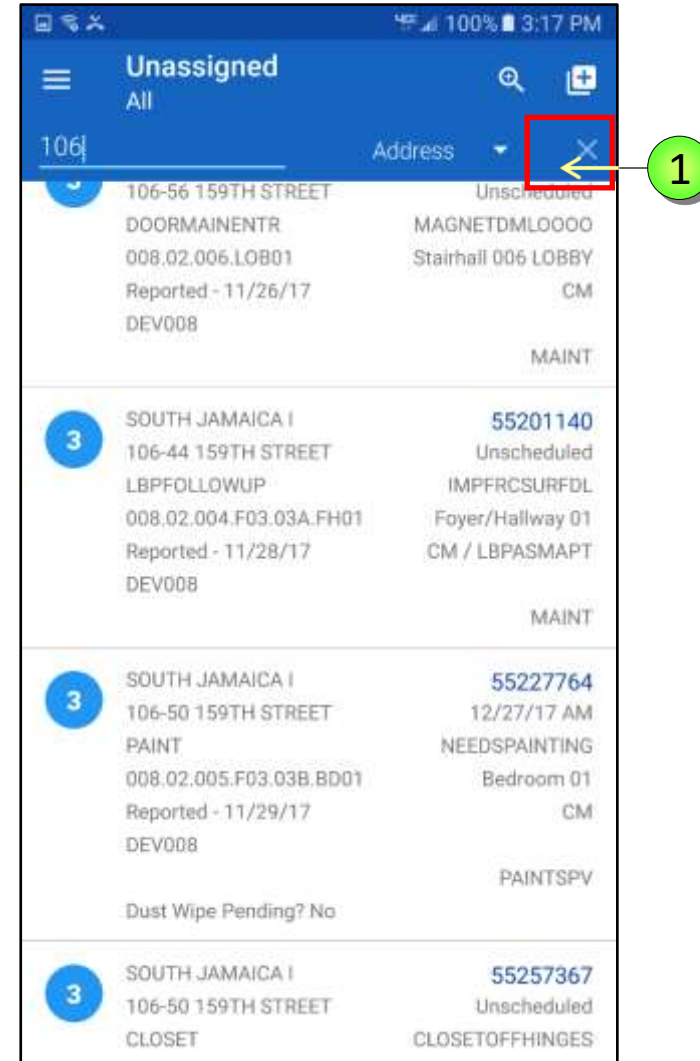 100% 3:17 PM
Unassigned
All
106
Address
1
3
106-56 159TH STREET Unscheduled
DOORMAINENTR MAGNETDMLOOOO
008.02.006.LOB01 Stairhall 006 LOBBY
Reported - 11/26/17 CM
DEV008
MAINT
SOUTH JAMAICA I 55201140
3
106-44 159TH STREET Unscheduled
LBPFOLLOWUP IMPFRCSURFDL
008.02.004.F03.03A.FH01 Foyer/Hallway 01
Reported - 11/28/17 CM / LBPASMAPT
DEV008
MAINT
SOUTH JAMAICA I 55227764
3
106-50 159TH STREET 12/27/17 AM
PAINT NEEDSPAINTING
008.02.005.F03.03B.BD01 Bedroom 01
Reported - 11/29/17 CM
DEV008
PAINTSPV
Dust Wipe Pending? No
SOUTH JAMAICA I 55257367
3
106-50 159TH STREET Unscheduled
CLOSET CLOSETOFFHINGES